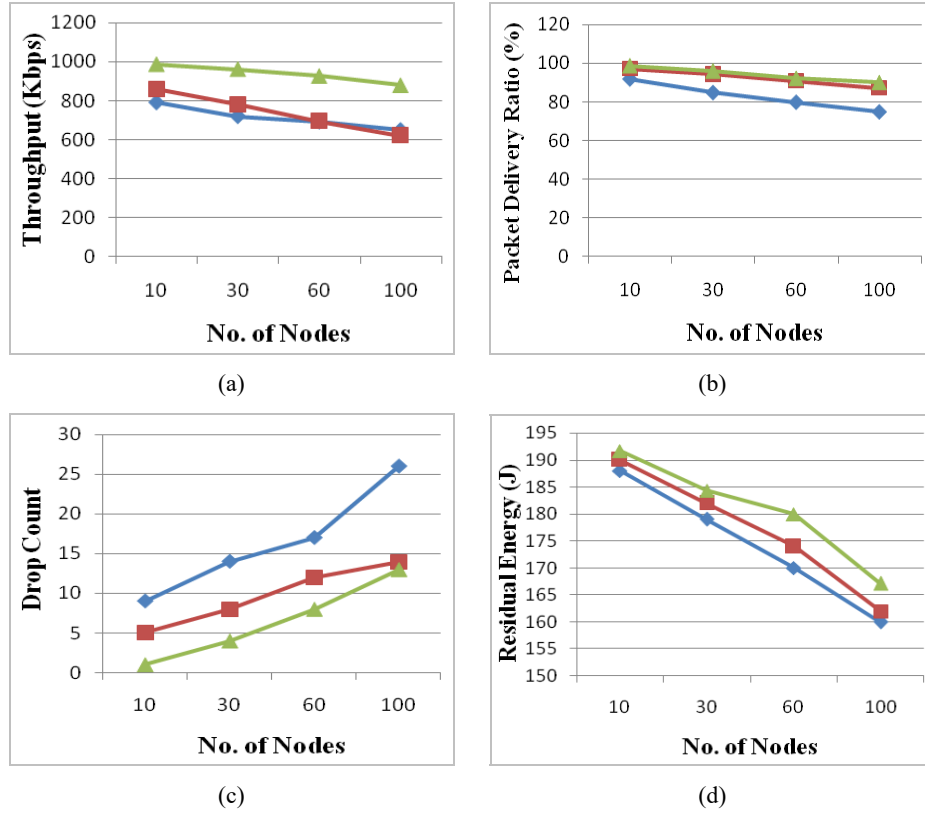 Throughput (Kbps)
1200
1000
800
600
400
200
0
10 30 60 100
No. of Nodes
(a)
Packet Delivery Ratio (%)
120
100
80
60
40
20
0
10 30 60 100
No. of Nodes
(b)
Drop Count
30
25
20
15
10
5
0
10 30 60 100
No. of Nodes
(c)
Residual Energy (J)
195
190
185
180
175
170
165
160
155
150
10 30 60 100
No. of Nodes
(d)